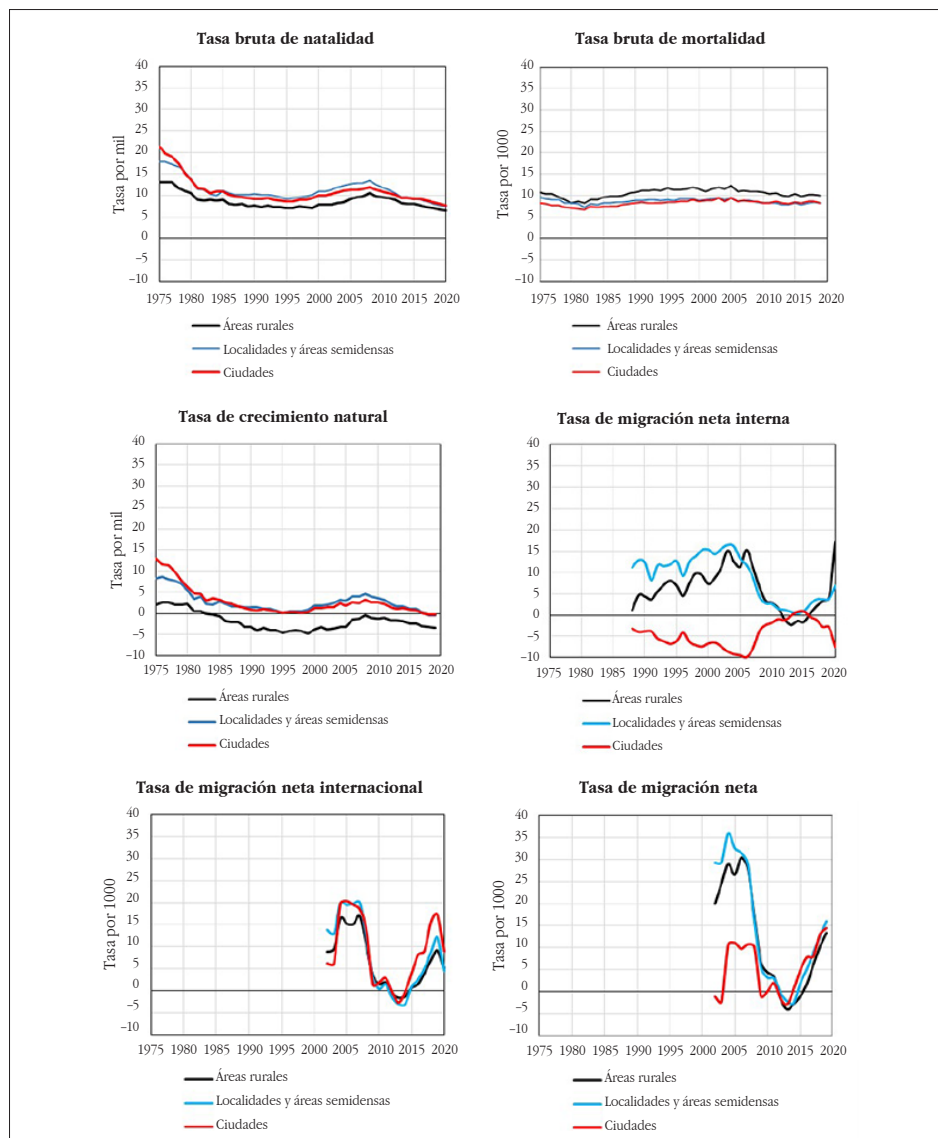 Tasa bruta de natalidad
40
35
30
25
20
15
10
5
0
–5
–10
Tasa por mil
1975 1980 1985 1990 1995 2000 2005 2010 2015 2020
Áreas rurales
Localidades y áreas semidensas
Ciudades
Tasa bruta de mortalidad
40
35
30
25
20
15
10
5
0
–5
–10
Tasa por 1000
1975 1980 1985 1990 1995 2000 2005 2010 2015 2020
Áreas rurales
Localidades y áreas semidensas
Ciudades
Tasa de crecimiento natural
40
35
30
25
20
15
10
5
0
–5
–10
Tasa por mil
1975 1980 1985 1990 1995 2000 2005 2010 2015 2020
Áreas rurales
Localidades y áreas semidensas
Ciudades
Tasa de migración neta interna
40
35
30
25
20
15
10
5
0
–5
–10
1975 1980 1985 1990 1995 2000 2005 2010 2015 2020
Áreas rurales
Localidades y áreas semidensas
Ciudades
Tasa de migración neta internacional
40
35
30
25
20
15
10
5
0
–5
–10
Tasa por 1000
1975 1980 1985 1990 1995 2000 2005 2010 2015 2020
Áreas rurales
Localidades y áreas semidensas
Ciudades
Tasa de migración neta
40
35
30
25
20
15
10
5
0
–5
–10
Tasa por 1000
1975 1980 1985 1990 1995 2000 2005 2010 2015 2020
Áreas rurales
Localidades y áreas semidensas
Ciudades